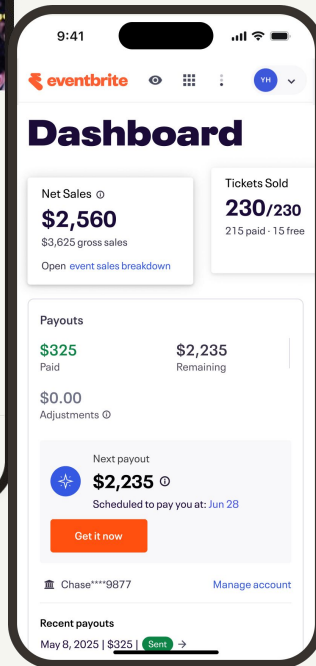 9:41
eventbrite
YH
Dashboard
Net Sales
$2,560
$3,625 gross sales
Open event sales breakdown
Tickets Sold
230/230
215 paid · 15 free
Payouts
$325
Paid
$2,235
Remaining
$0.00
Adjustments
Next payout
$2,235
Scheduled to pay you at: Jun 28
Get it now
Chase****9877
Manage account
Recent payouts
May 8, 2025 | $325 | Sent →